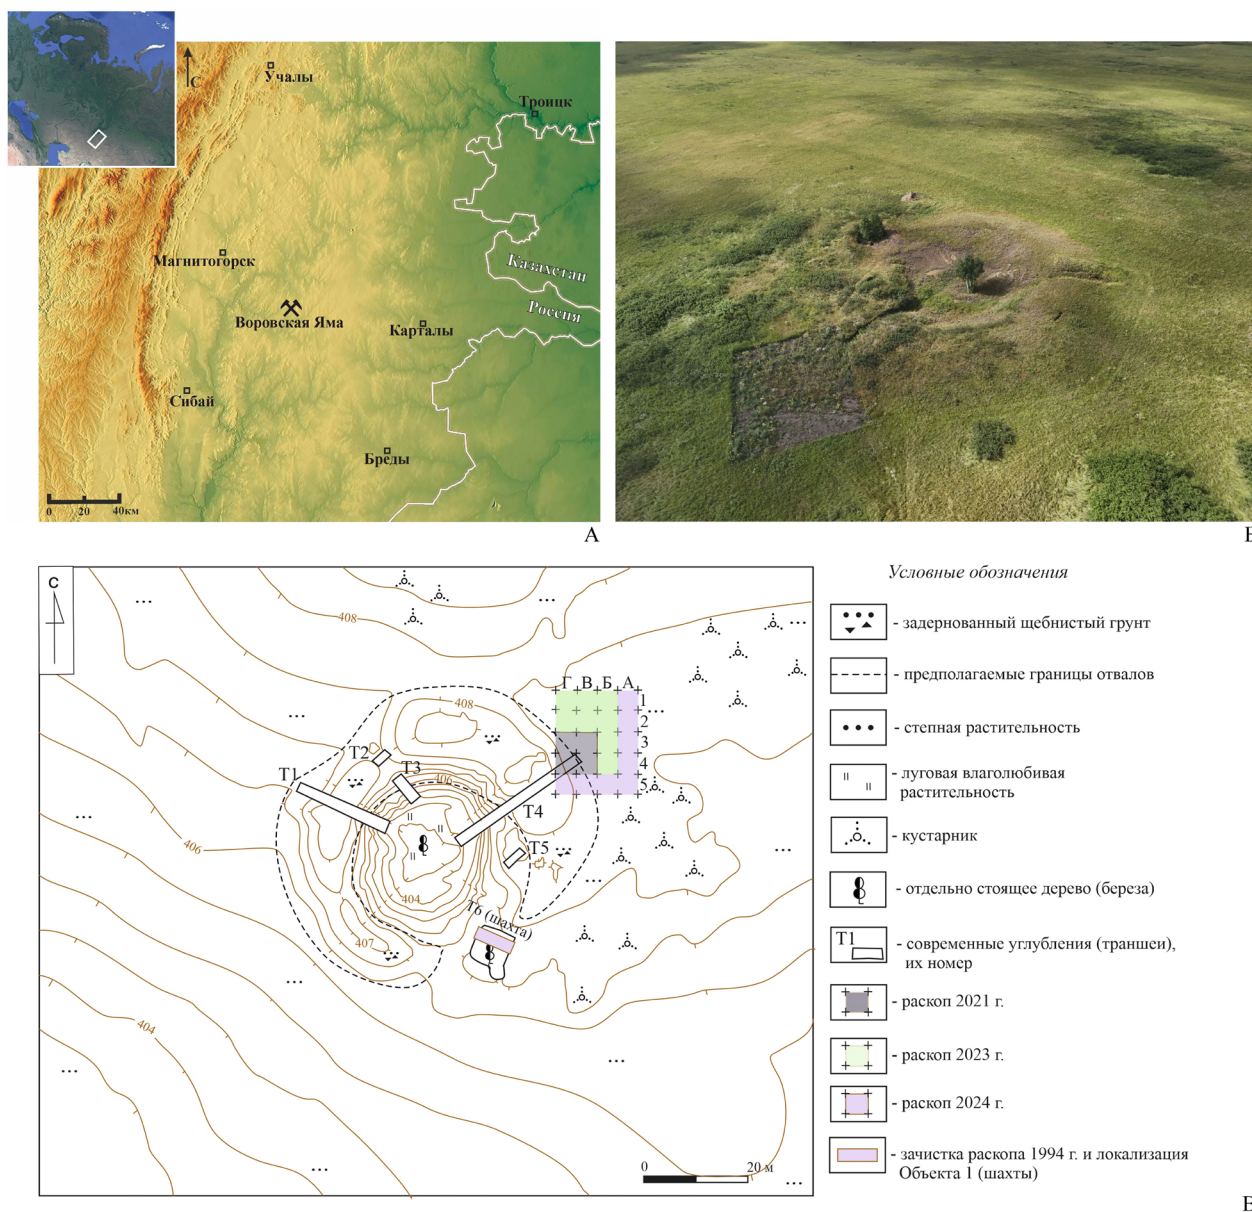 С
Учалы
Троицк
Магнитогорск
Казахстан
Россия
Воровская Яма
Карталы
Сибай
Бреды
0 20 40км
А
Б
С
408
Г В Б А
408
1
2
3
4
5
Т2
Т3
Т1
406
Т4
Т5
406
404
Т6 (шахта)
407
404
0 20 м
Условные обозначения
- задернованный щебнистый грунт
- предполагаемые границы отвалов
- степная растительность
- луговая влаголюбивая
растительность
- кустарник
- отдельно стоящее дерево (береза)
Т1
- современные углубления (траншеи),
их номер
- раскоп 2021 г.
- раскоп 2023 г.
- раскоп 2024 г.
- зачистка раскопа 1994 г. и локализация
Объекта 1 (шахты)
В